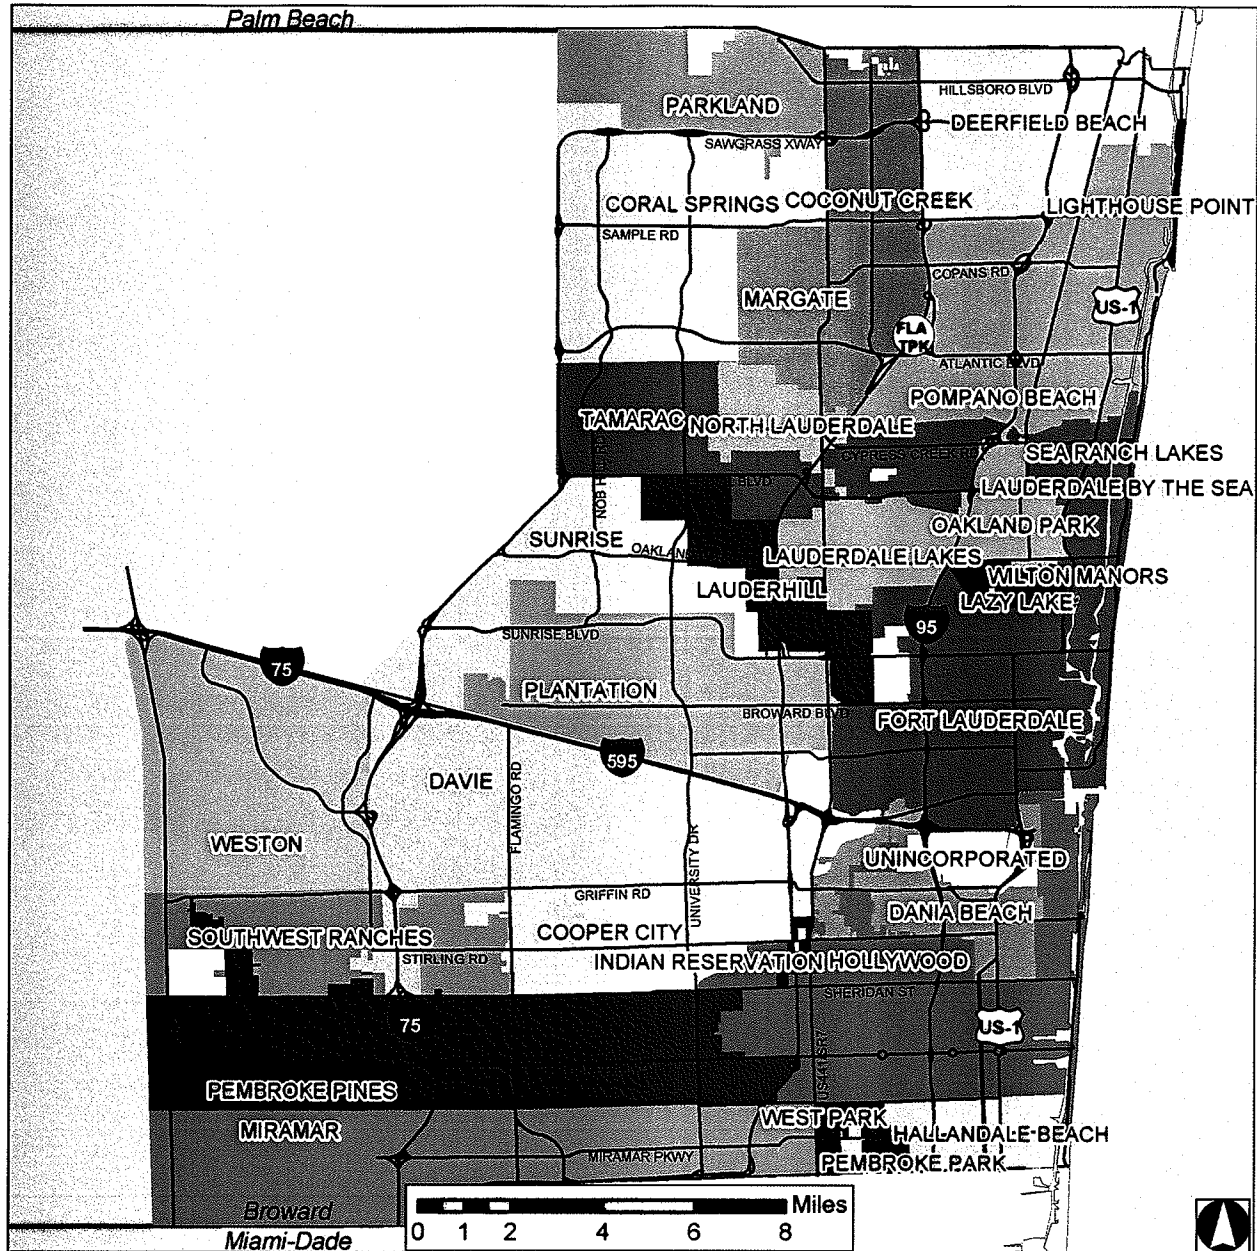 Palm Beach
HILLSBORO BLVD
PARKLAND
DEERFIELD BEACH
SAWGRASS XWAY
CORAL SPRINGS
COCONUT CREEK
LIGHTHOUSE POINT
SAMPLE RD
COPANS RD
MARGATE
US-1
FLA
TPK
ATLANTIC BLVD
POMPANO BEACH
TAMARAC
NORTH LAUDERDALE
CYPRESS CREEK RD
SEA RANCH LAKES
BLVD
LAUDERDALE BY THE SEA
NOB HILL RD
OAKLAND PARK
SUNRISE
OAKLAND
LAUDERDALE LAKES
WILTON MANORS
LAUDERHILL
LAZY LAKE
95
SUNRISE BLVD
75
PLANTATION
BROWARD BLVD
FORT LAUDERDALE
595
DAVIE
FLAMINGO RD
UNIVERSITY DR
WESTON
UNINCORPORATED
GRIFFIN RD
DANIA BEACH
SOUTHWEST RANCHES
COOPER CITY
STIRLING RD
INDIAN RESERVATION
HOLLYWOOD
SHERIDAN ST
75
US-1
PEMBROKE PINES
WEST PARK
MIRAMAR
HALLANDALE BEACH
MIRAMAR PKWY
PEMBROKE PARK
Broward
Miami-Dade
Miles
0 1 2 4 6 8